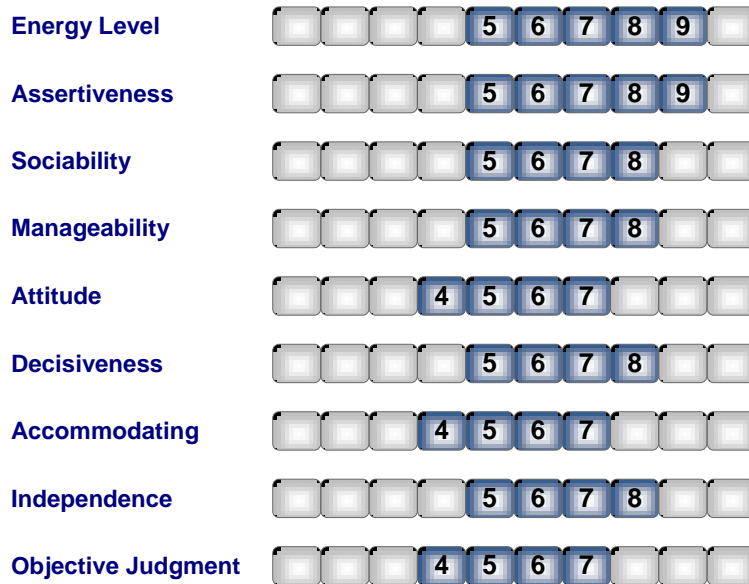 Energy Level 5 6 7 8 9
Assertiveness 5 6 7 8 9
Sociability 5 6 7 8
Manageability 5 6 7 8
Attitude 4 5 6 7
Decisiveness 5 6 7 8
Accommodating 4 5 6 7
Independence 5 6 7 8
Objective Judgment 4 5 6 7